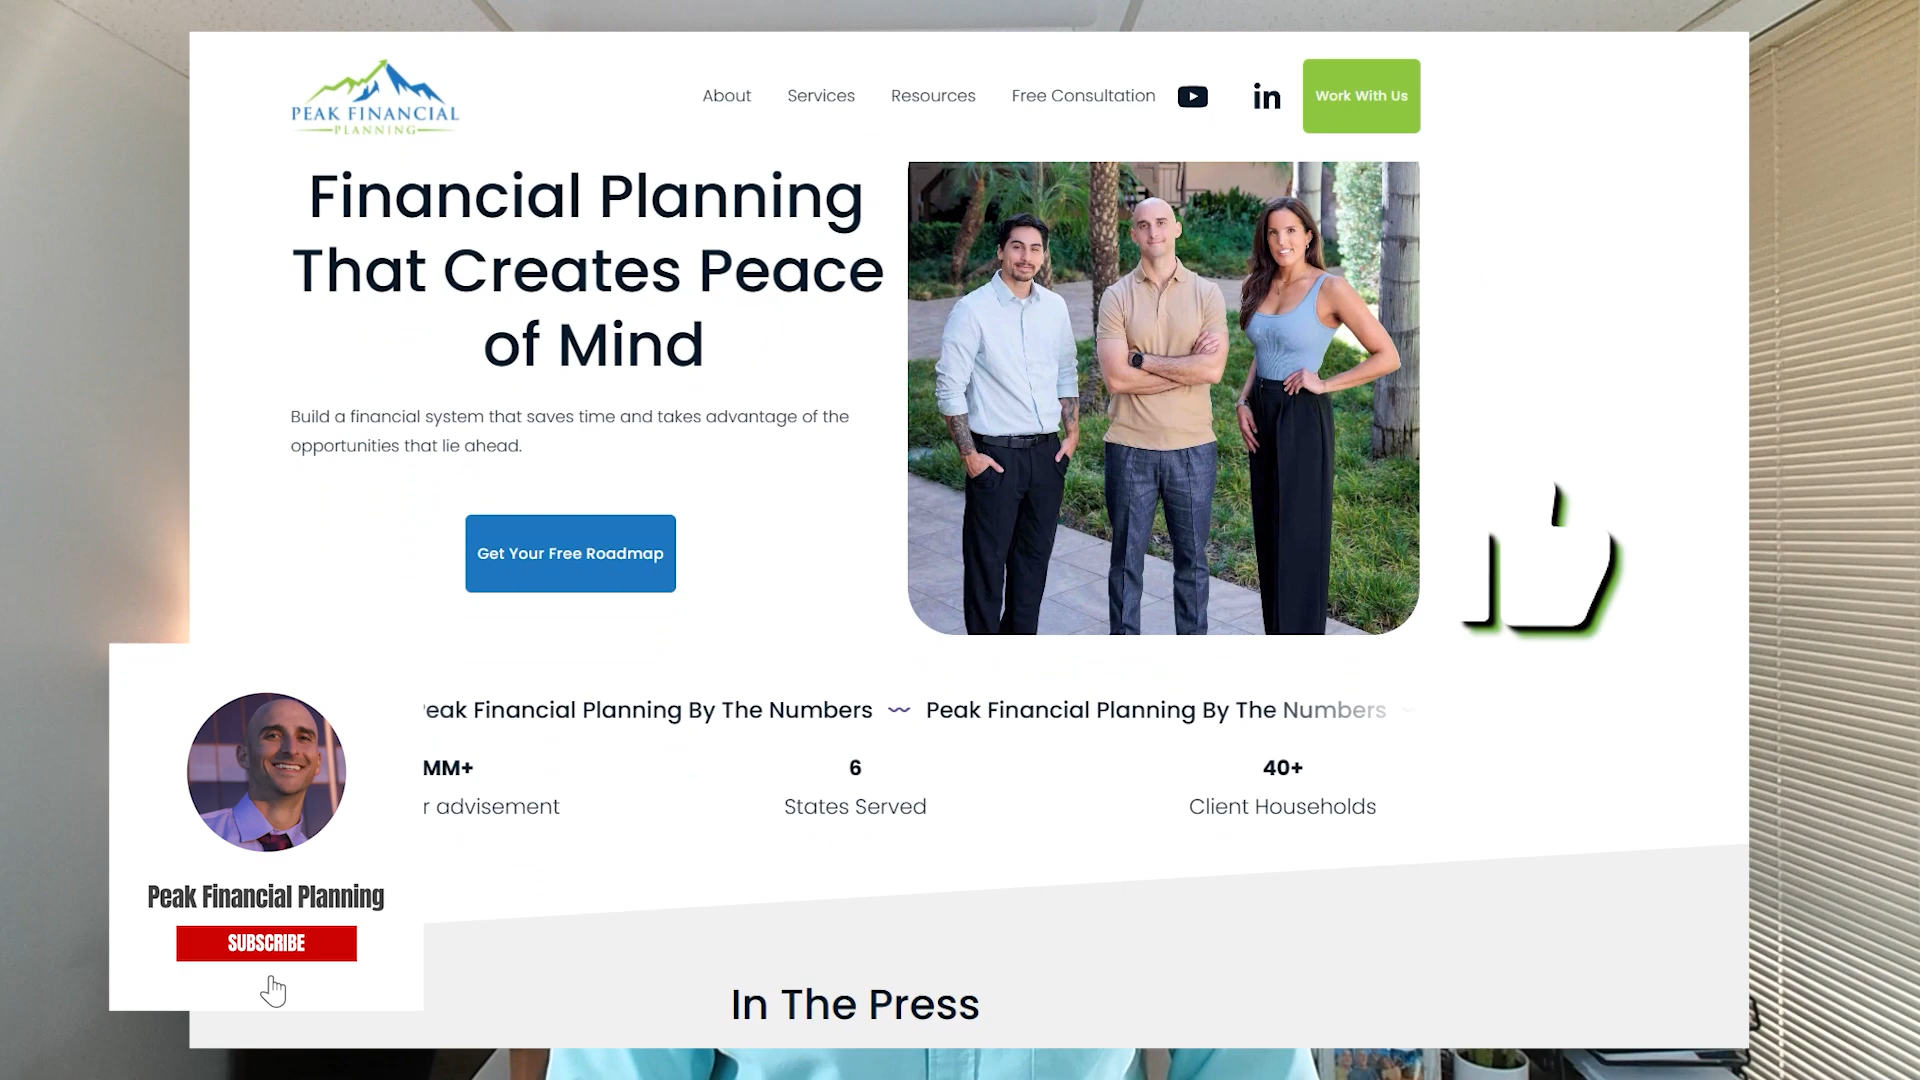 PEAK FINANCIAL
PLANNING
About
Services
Resources
Free Consultation
in
Work With Us
Financial Planning
That Creates Peace
of Mind
Build a financial system that saves time and takes advantage of the
opportunities that lie ahead.
Get Your Free Roadmap
eak Financial Planning By The Numbers
Peak Financial Planning By The Numbers
MM+
r advisement
6
States Served
40+
Client Households
Peak Financial Planning
SUBSCRIBE
In The Press